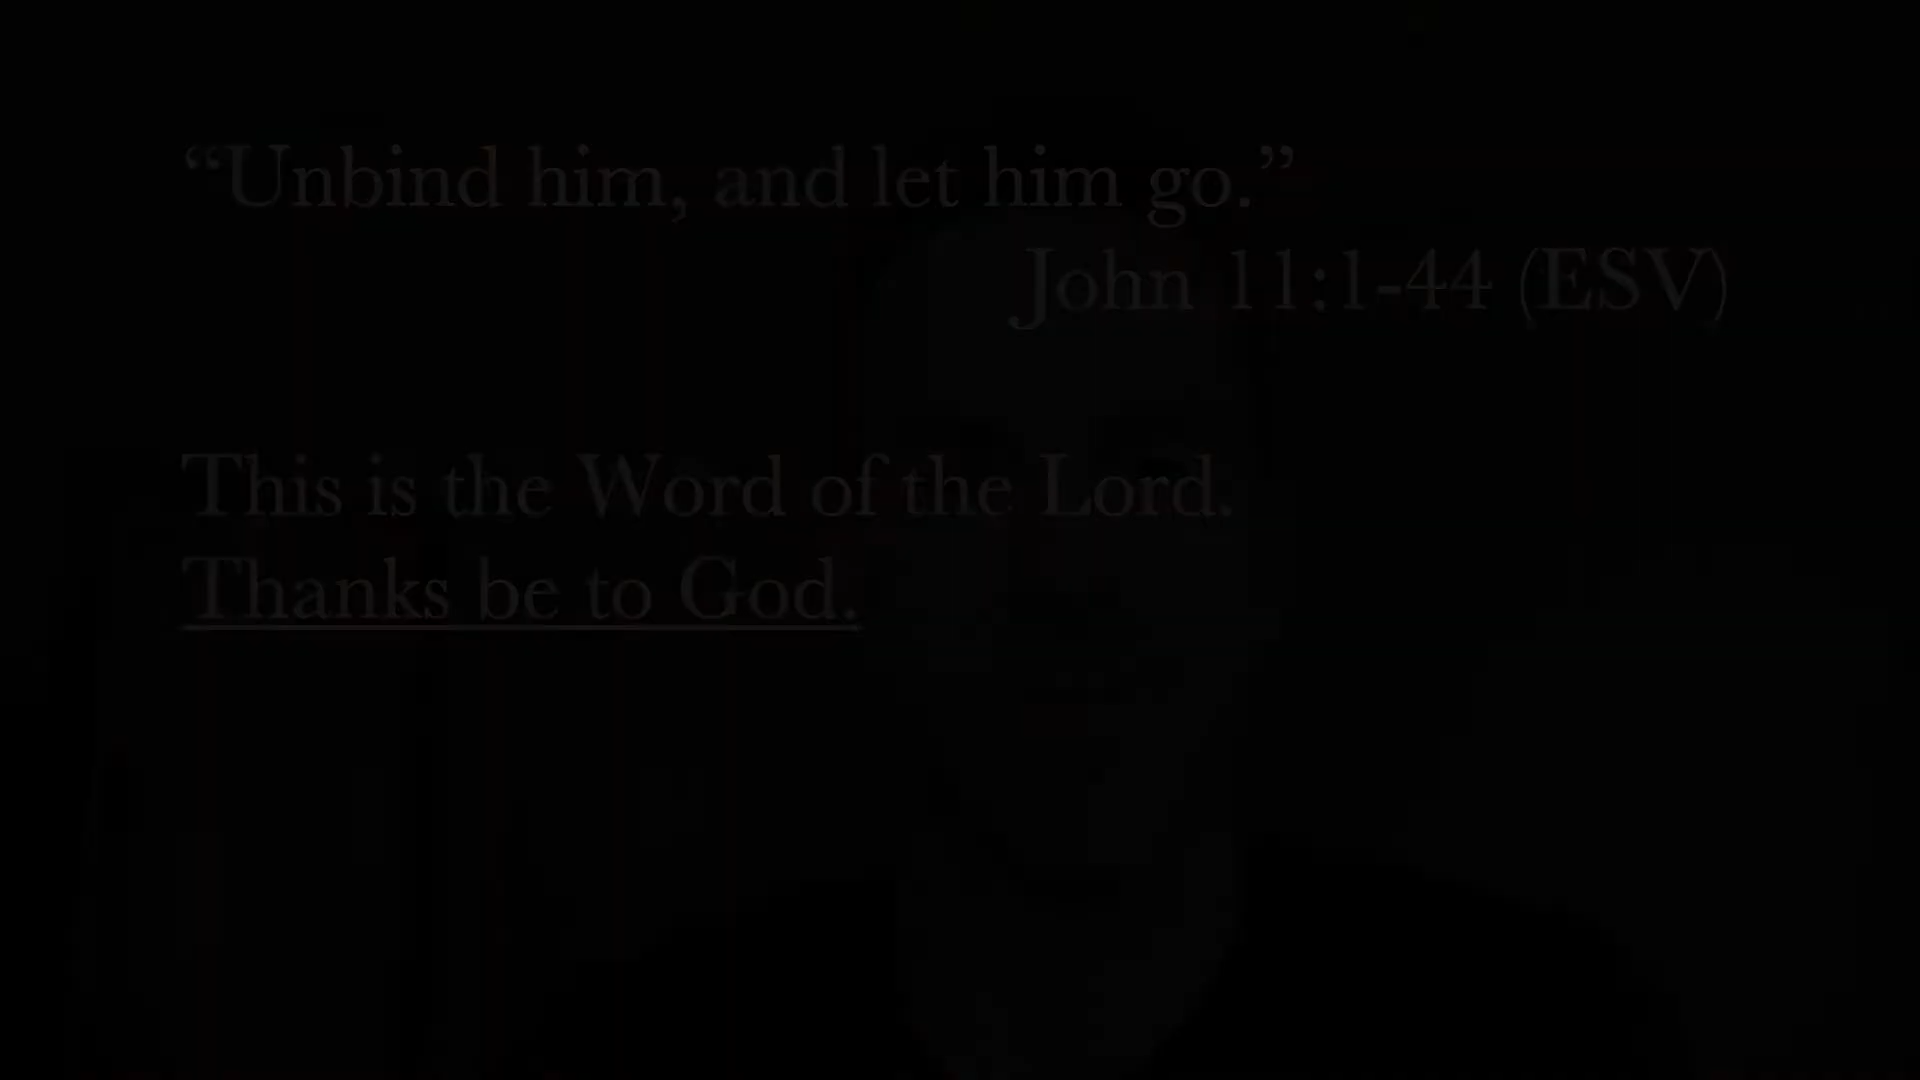 “Unbind him, and let him go.”
John 11:1-44 (ESV)
This is the Word of the Lord.
Thanks be to God.